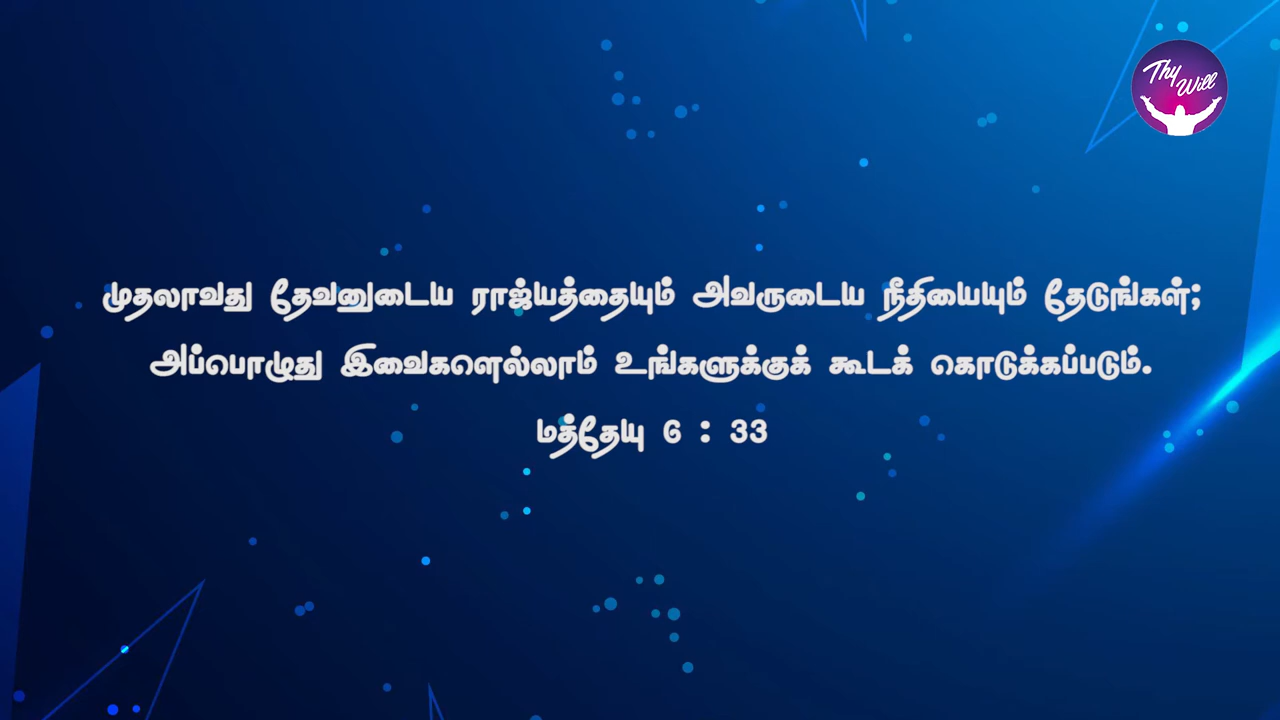 Thy Will
முதலாவது தேவனுடைய ராஜ்யத்தையும் அவருடைய நீதியையும் தேடுங்கள்;
அப்பொழுது இவைகளெல்லாம் உங்களுக்குக் கூடக் கொடுக்கப்படும்.
மத்தேயு 6 : 33